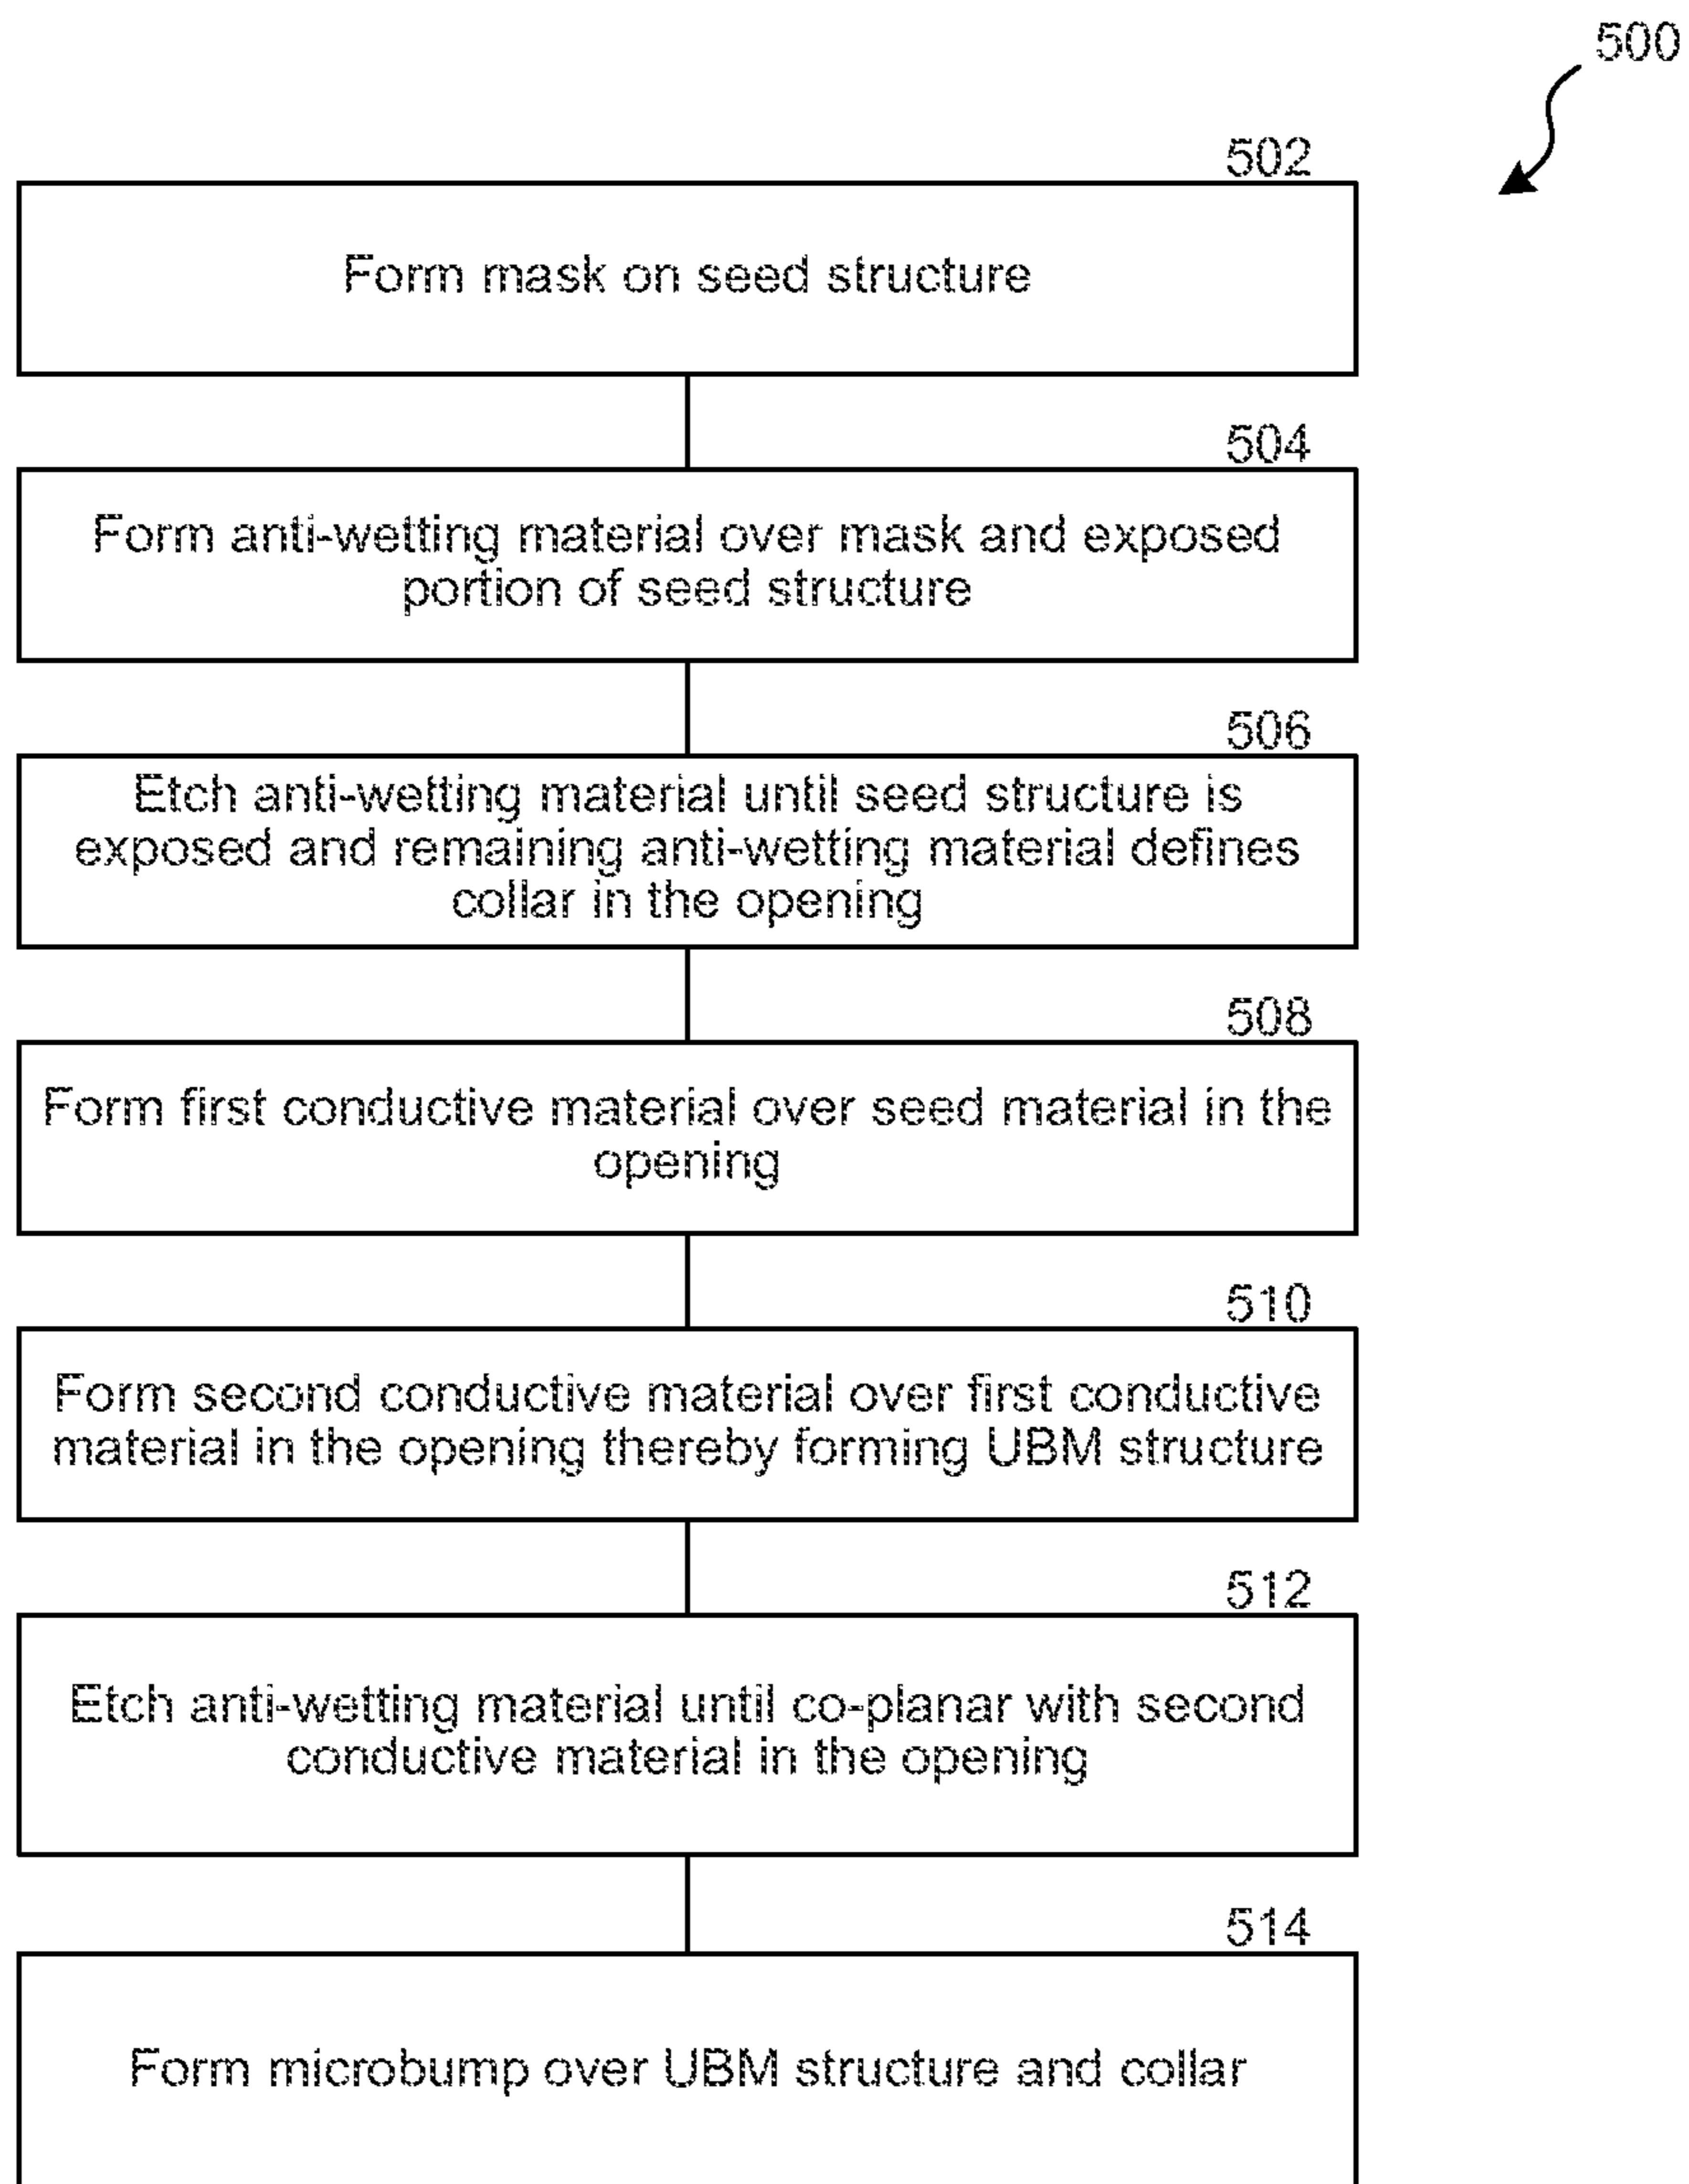 500
502
Form mask on seed structure
504
Form anti-wetting material over mask and exposed
portion of seed structure
506
Etch anti-wetting material until seed structure is
exposed and remaining anti-wetting material defines
collar in the opening
508
Form first conductive material over seed material in the
opening
510
Form second conductive material over first conductive
material in the opening thereby forming UBM structure
512
Etch anti-wetting material until co-planar with second
conductive material in the opening
514
Form microbump over UBM structure and collar